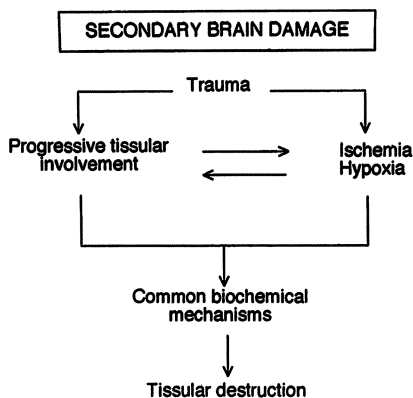 SECONDARY BRAIN DAMAGE
Trauma
Progressive tissular
involvement
Ischemia
Hypoxia
Common biochemical
mechanisms
Tissular destruction